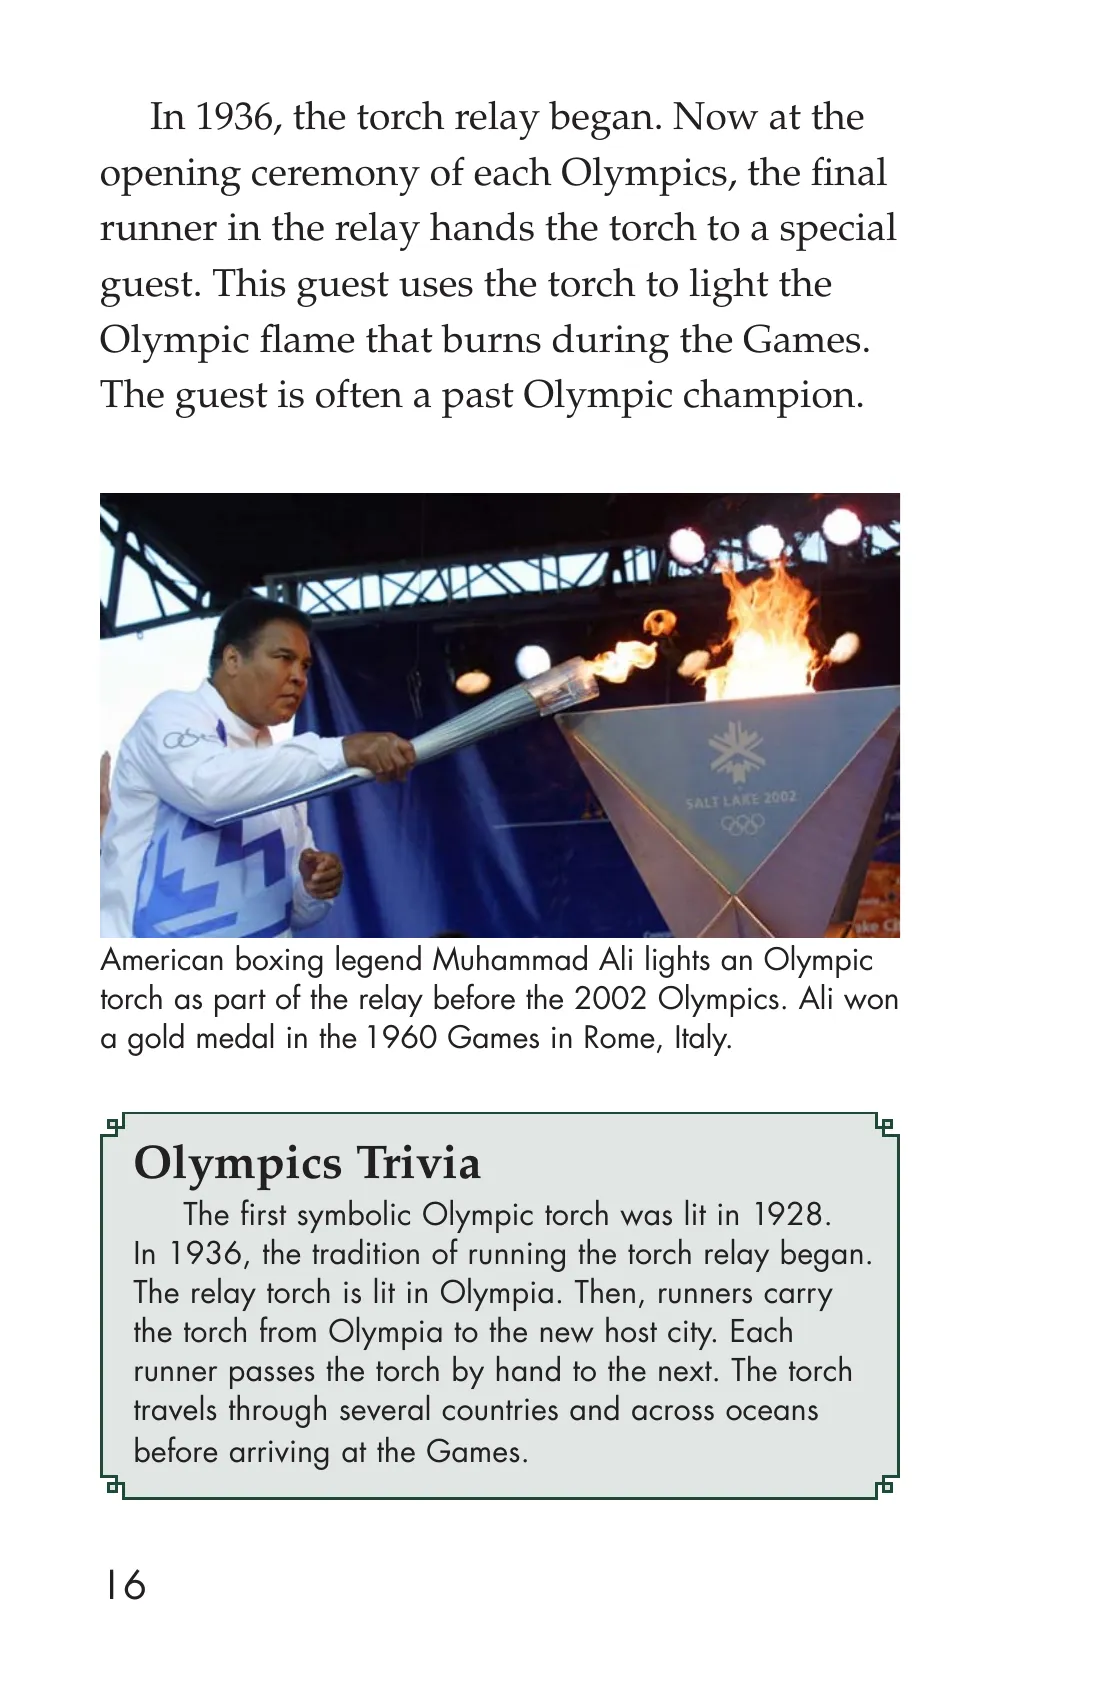 In 1936, the torch relay began. Now at the
opening ceremony of each Olympics, the final
runner in the relay hands the torch to a special
guest. This guest uses the torch to light the
Olympic flame that burns during the Games.
The guest is often a past Olympic champion.
SALT LAKE 2002
American boxing legend Muhammad Ali lights an Olympic
torch as part of the relay before the 2002 Olympics. Ali won
a gold medal in the 1960 Games in Rome, Italy.
Olympics Trivia
The first symbolic Olympic torch was lit in 1928.
In 1936, the tradition of running the torch relay began.
The relay torch is lit in Olympia. Then, runners carry
the torch from Olympia to the new host city. Each
runner passes the torch by hand to the next. The torch
travels through several countries and across oceans
before arriving at the Games.
16